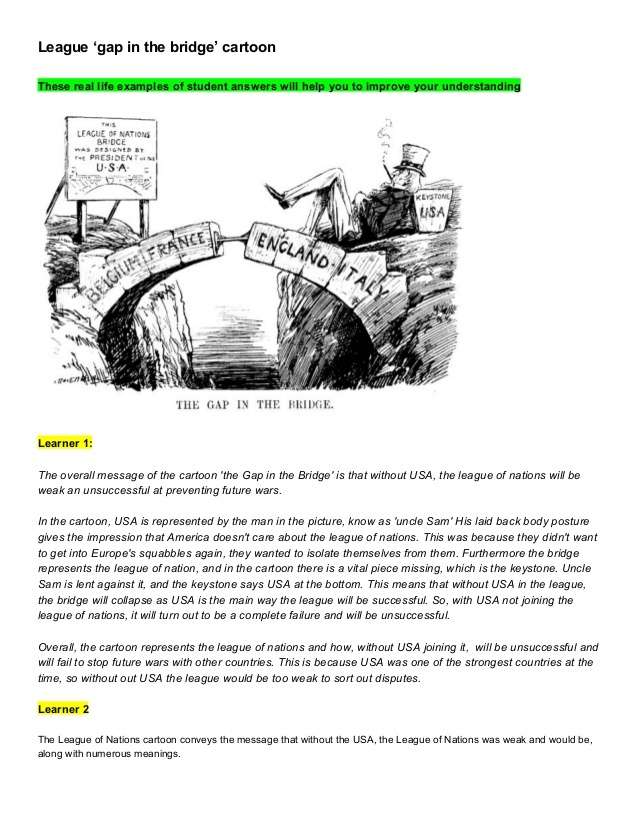 League ‘gap in the bridge’ cartoon
These real life examples of student answers will help you to improve your understanding
THIS
LEAGUE OF NATIONS
BRIDGE
WAS DESIGNED BY
THE PRESIDENT OF THE
U.S.A.
KEYSTONE
USA
BELGIUM
FRANCE
ENGLAND
ITALY
THE GAP IN THE BRIDGE.
Learner 1:
The overall message of the cartoon 'the Gap in the Bridge' is that without USA, the league of nations will be
weak an unsuccessful at preventing future wars.
In the cartoon, USA is represented by the man in the picture, know as 'uncle Sam' His laid back body posture
gives the impression that America doesn't care about the league of nations. This was because they didn't want
to get into Europe's squabbles again, they wanted to isolate themselves from them. Furthermore the bridge
represents the league of nation, and in the cartoon there is a vital piece missing, which is the keystone. Uncle
Sam is lent against it, and the keystone says USA at the bottom. This means that without USA in the league,
the bridge will collapse as USA is the main way the league will be successful. So, with USA not joining the
league of nations, it will turn out to be a complete failure and will be unsuccessful.
Overall, the cartoon represents the league of nations and how, without USA joining it, will be unsuccessful and
will fail to stop future wars with other countries. This is because USA was one of the strongest countries at the
time, so without out USA the league would be too weak to sort out disputes.
Learner 2
The League of Nations cartoon conveys the message that without the USA, the League of Nations was weak and would be,
along with numerous meanings.